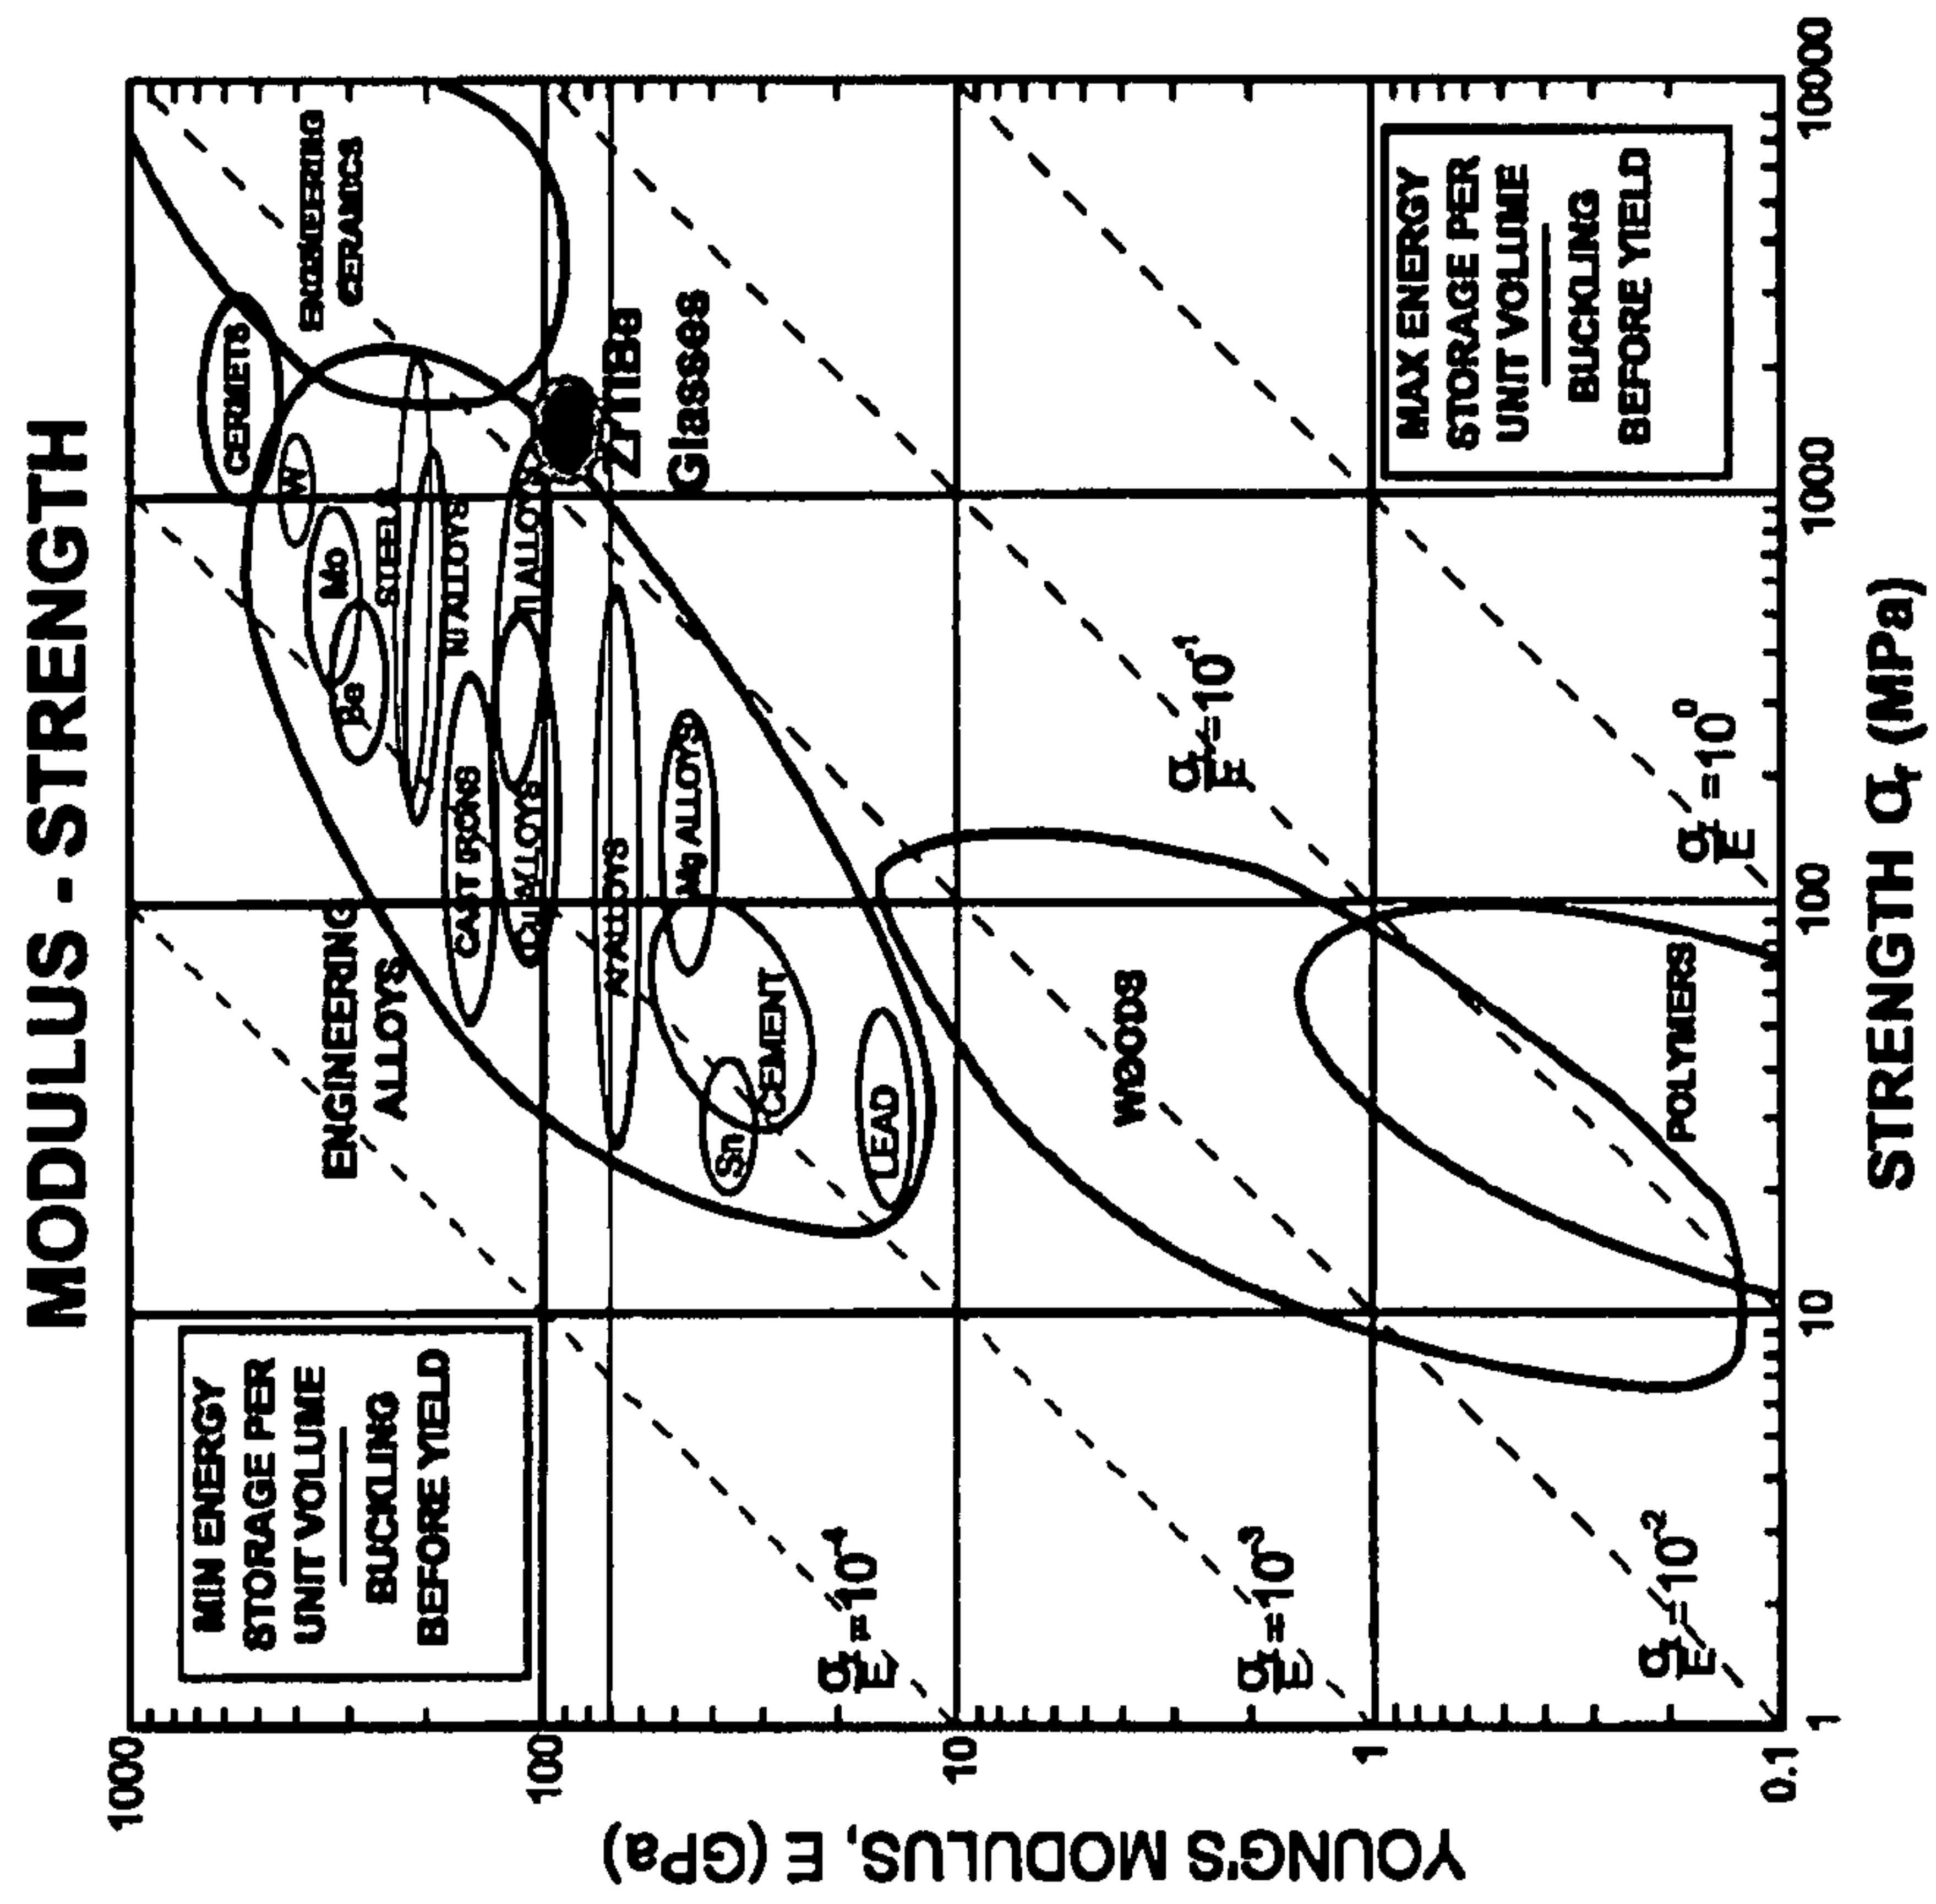 MODULUS - STRENGTH
1000
100
10
1
0.1
YOUNG'S MODULUS, E (GPa)
MIN ENERGY
STORAGE PER
UNIT VOLUME
BUCKLING
BEFORE YIELD
ENGINEERING
ALLOYS
CERMETS
ENGINEERING
CERAMICS
W
Mo
Be
STEELS
Ni ALLOYS
CAST IRONS
Ti ALLOYS
Cu ALLOYS
Al ALLOYS
ZrTiBe
Glasses
Mg ALLOYS
Sn
CEMENT
LEAD
WOODS
POLYMERS
σf/E = 10⁻⁴
σf/E = 10⁻³
σf/E = 10⁻²
σf/E = 10⁻¹
σf/E = 10⁰
MAX ENERGY
STORAGE PER
UNIT VOLUME
BUCKLING
BEFORE YIELD
1
10
100
1000
1000
STRENGTH σf (MPa)